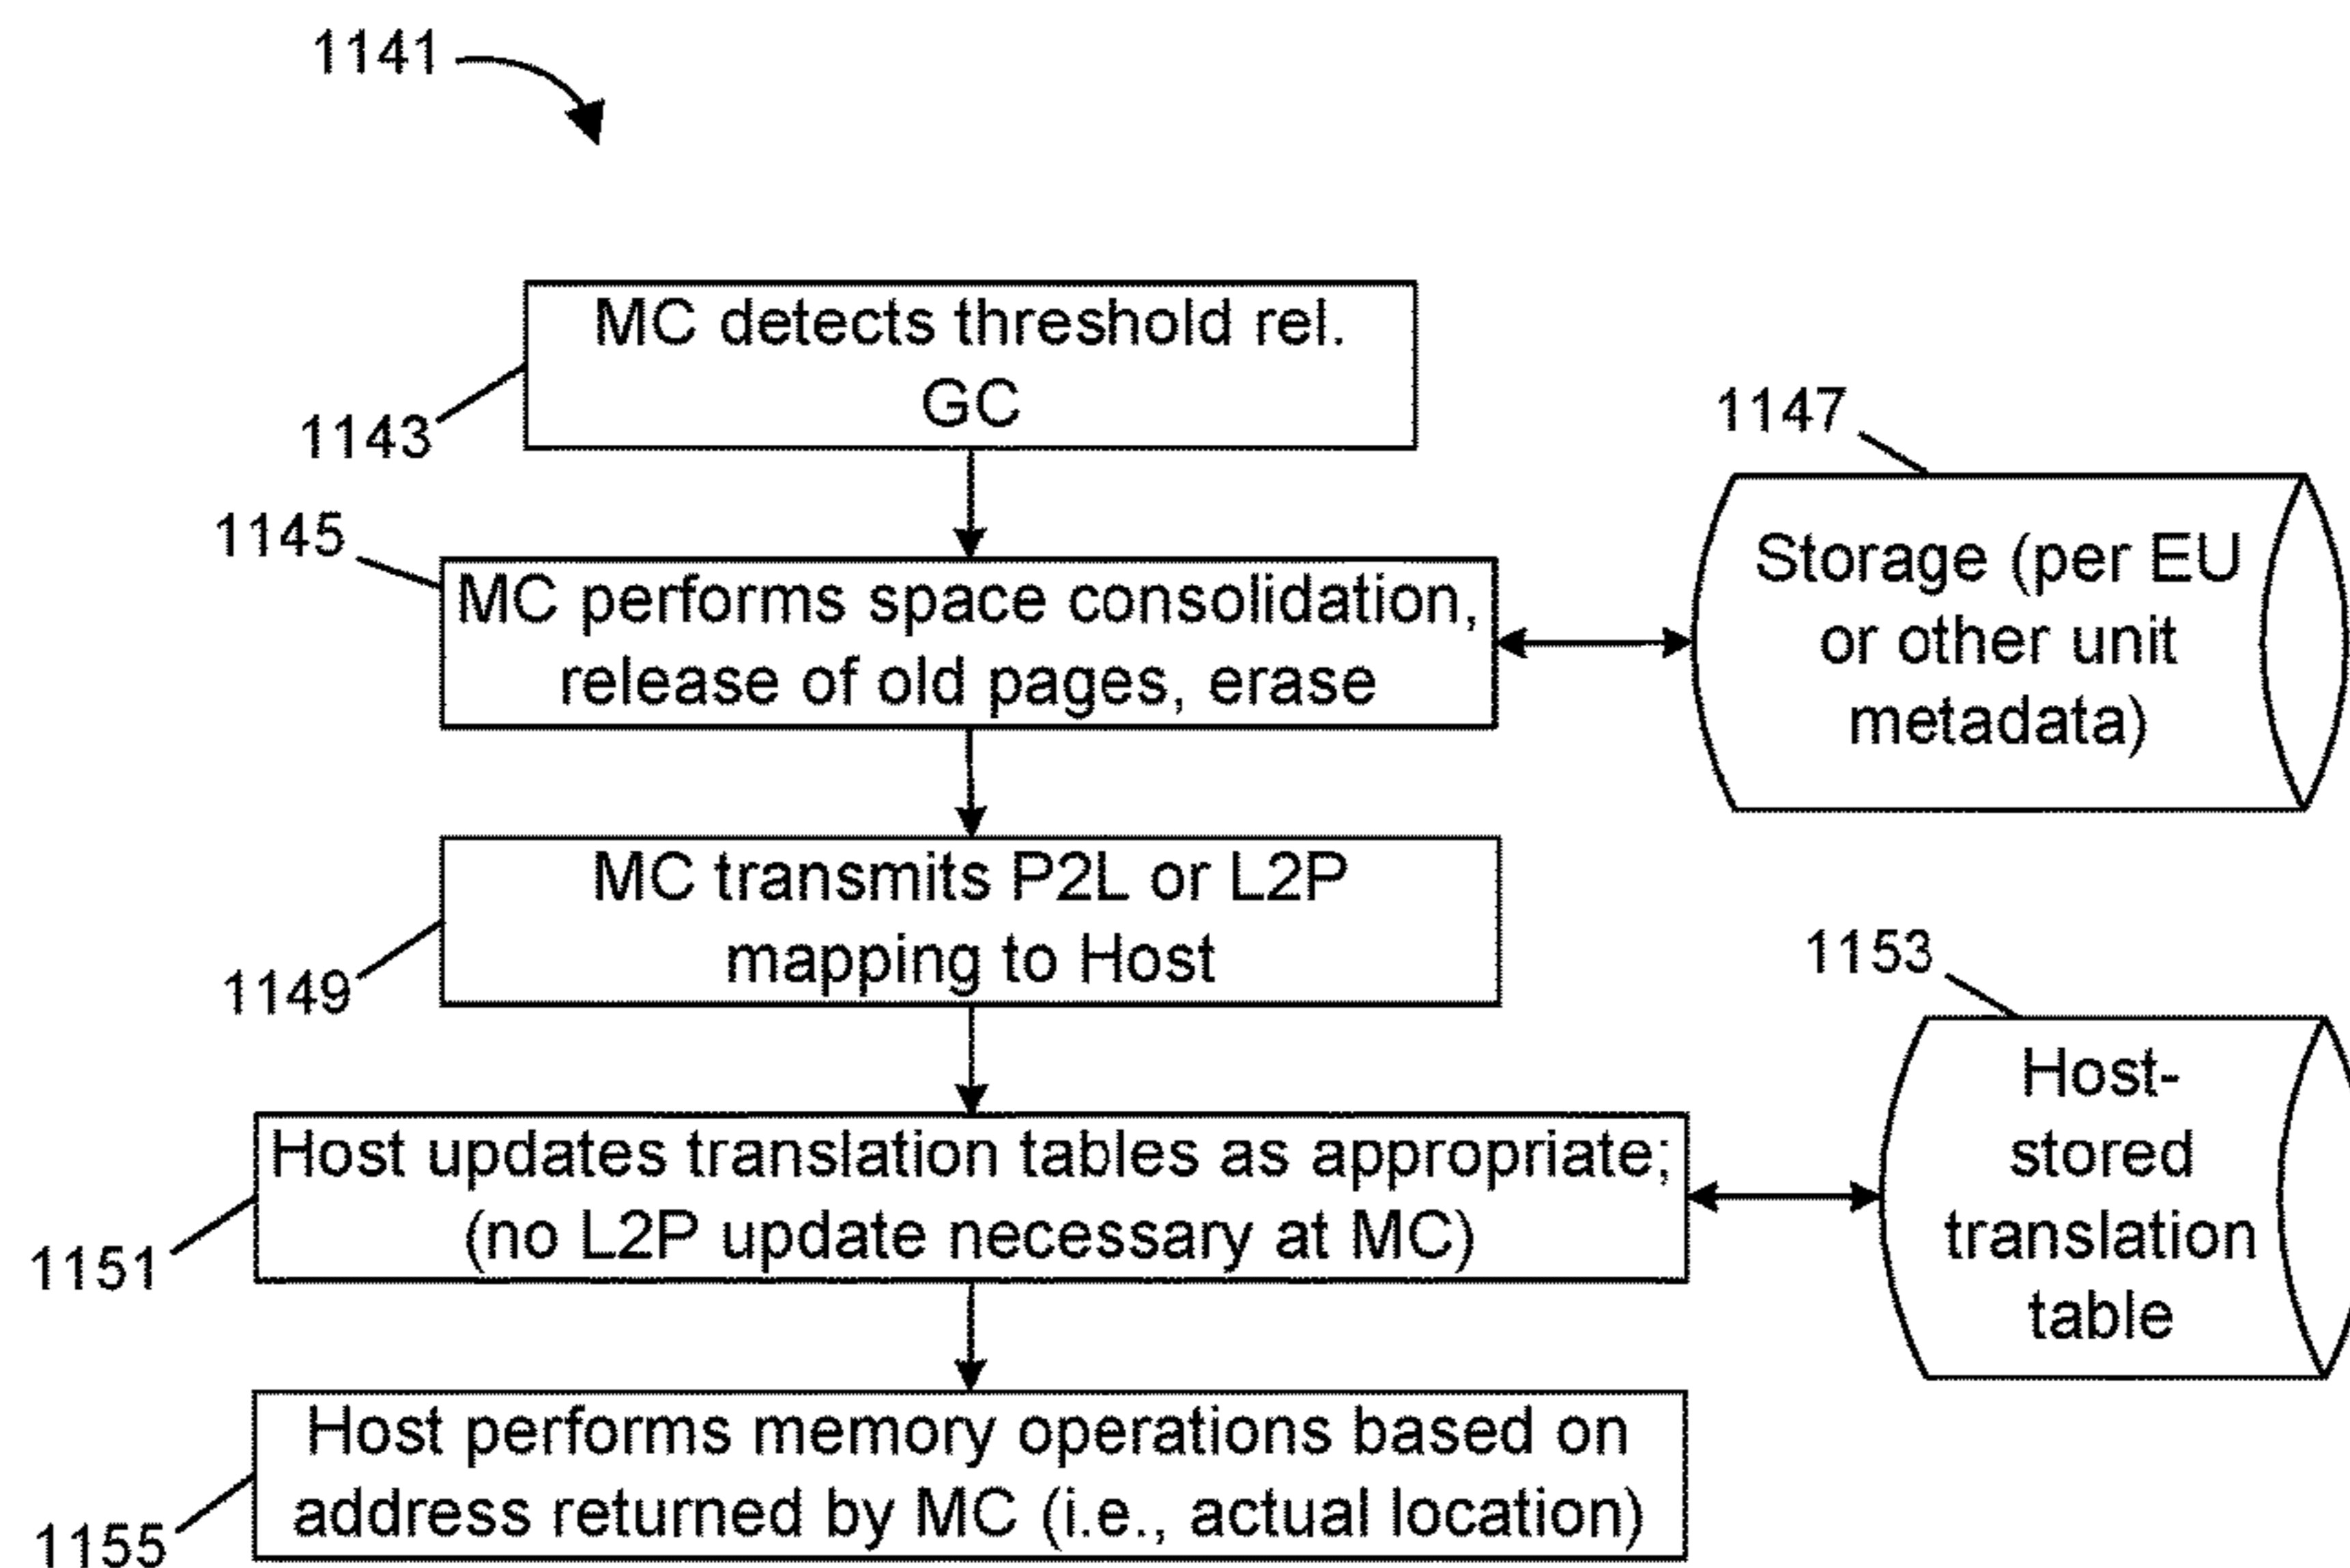 1141
MC detects threshold rel.
GC
1143
1147
1145
MC performs space consolidation,
release of old pages, erase
Storage (per EU
or other unit
metadata)
MC transmits P2L or L2P
mapping to Host
1149
1153
Host updates translation tables as appropriate;
(no L2P update necessary at MC)
1151
Host-
stored
translation
table
Host performs memory operations based on
address returned by MC (i.e., actual location)
1155